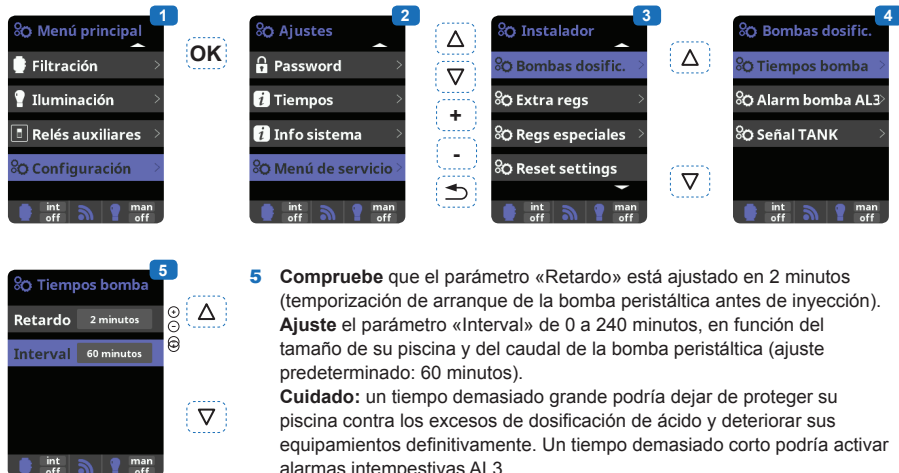 1
Menú principal
Filtración
Iluminación
Relés auxiliares
Configuración
int off
man off
OK
2
Ajustes
Password
Tiempos
Info sistema
Menú de servicio
int off
man off
+
-
3
Instalador
Bombas dosific.
Extra regs
Regs especiales
Reset settings
int off
man off
4
Bombas dosific.
Tiempos bomba
Alarm bomba AL3
Señal TANK
int off
man off
5
Tiempos bomba
Retardo 2 minutos
Interval 60 minutos
int off
man off
5 Compruebe que el parámetro «Retardo» está ajustado en 2 minutos
(temporización de arranque de la bomba peristáltica antes de inyección).
Ajuste el parámetro «Interval» de 0 a 240 minutos, en función del
tamaño de su piscina y del caudal de la bomba peristáltica (ajuste
predeterminado: 60 minutos).
Cuidado: un tiempo demasiado grande podría dejar de proteger su
piscina contra los excesos de dosificación de ácido y deteriorar sus
equipamientos definitivamente. Un tiempo demasiado corto podría activar
alarmas intempestivas AL3